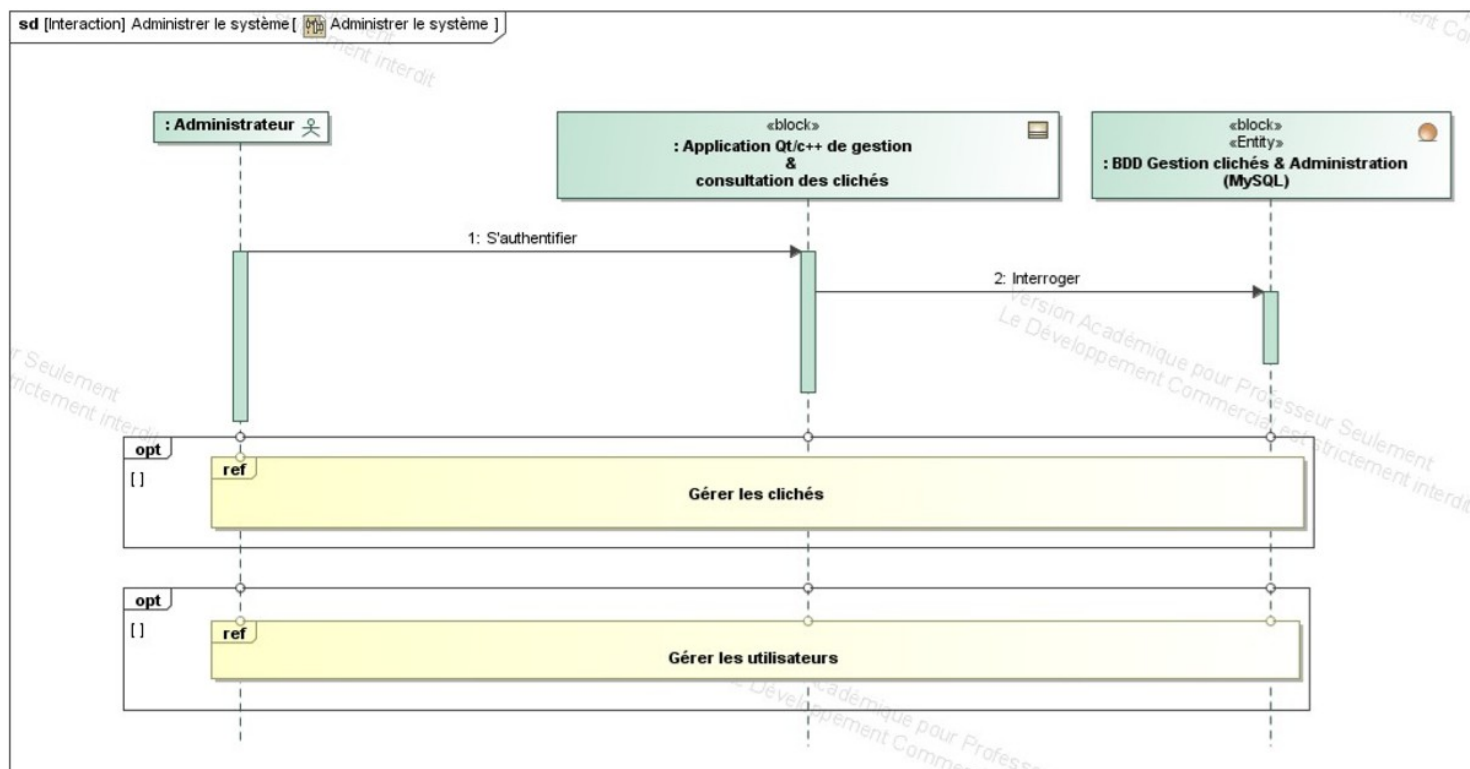 sd [Interaction] Administrer le système[ Administrer le système ]
: Administrateur
«block»
: Application Qt/c++ de gestion
&
consultation des clichés
«block»
«Entity»
: BDD Gestion clichés & Administration
(MySQL)
1: S'authentifier
2: Interroger
Version Académique pour Professeur Seulement
Le Développement Commercial est strictement interdit
opt
[ ]
ref
Gérer les clichés
opt
[ ]
ref
Gérer les utilisateurs